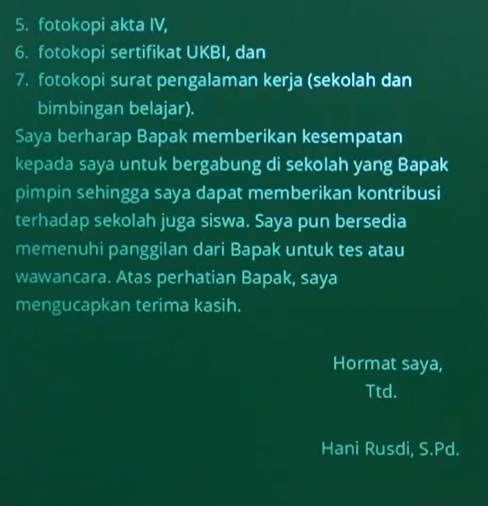 5. fotokopi akta IV,
6. fotokopi sertifikat UKBI, dan
7. fotokopi surat pengalaman kerja (sekolah dan
bimbingan belajar).
Saya berharap Bapak memberikan kesempatan
kepada saya untuk bergabung di sekolah yang Bapak
pimpin sehingga saya dapat memberikan kontribusi
terhadap sekolah juga siswa. Saya pun bersedia
memenuhi panggilan dari Bapak untuk tes atau
wawancara. Atas perhatian Bapak, saya
mengucapkan terima kasih.
Hormat saya,
Ttd.
Hani Rusdi, S.Pd.